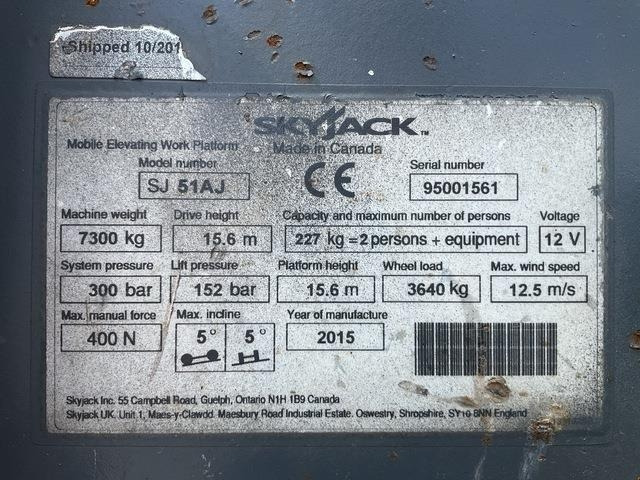 Shipped 10/201
SKYJACK™
Mobile Elevating Work Platform
Made in Canada
Model number
SJ 51AJ
CE
Serial number
95001561
Machine weight
7300 kg
Drive height
15.6 m
Capacity and maximum number of persons
227 kg = 2 persons + equipment
Voltage
12 V
System pressure
300 bar
Lift pressure
152 bar
Platform height
15.6 m
Wheel load
3640 kg
Max. wind speed
12.5 m/s
Max. manual force
400 N
Max. incline
5° 5°
Year of manufacture
2015
Skyjack Inc. 55 Campbell Road, Guelph, Ontario N1H 1B9 Canada
Skyjack UK. Unit 1, Maes-y-Clawdd. Maesbury Road Industrial Estate. Oswestry, Shropshire, SY10 8NN England